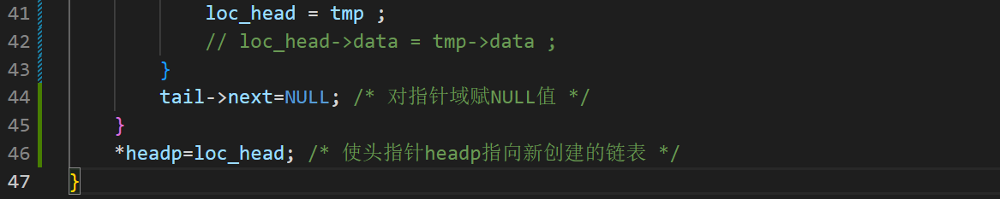 41 loc_head = tmp ;
42 // loc_head->data = tmp->data ;
43 }
44 tail->next=NULL; /* 对指针域赋NULL值 */
45 }
46 *headp=loc_head; /* 使头指针headp指向新创建的链表 */
47 }